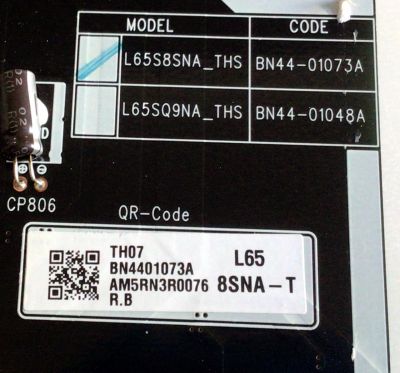 MODEL CODE
L65S8SNA_THS BN44-01073A
L65SQ9NA_THS BN44-01048A
D
CP806
QR-Code
TH07
BN4401073A
AM5RN3R0076
R.B
L65
8SNA-T